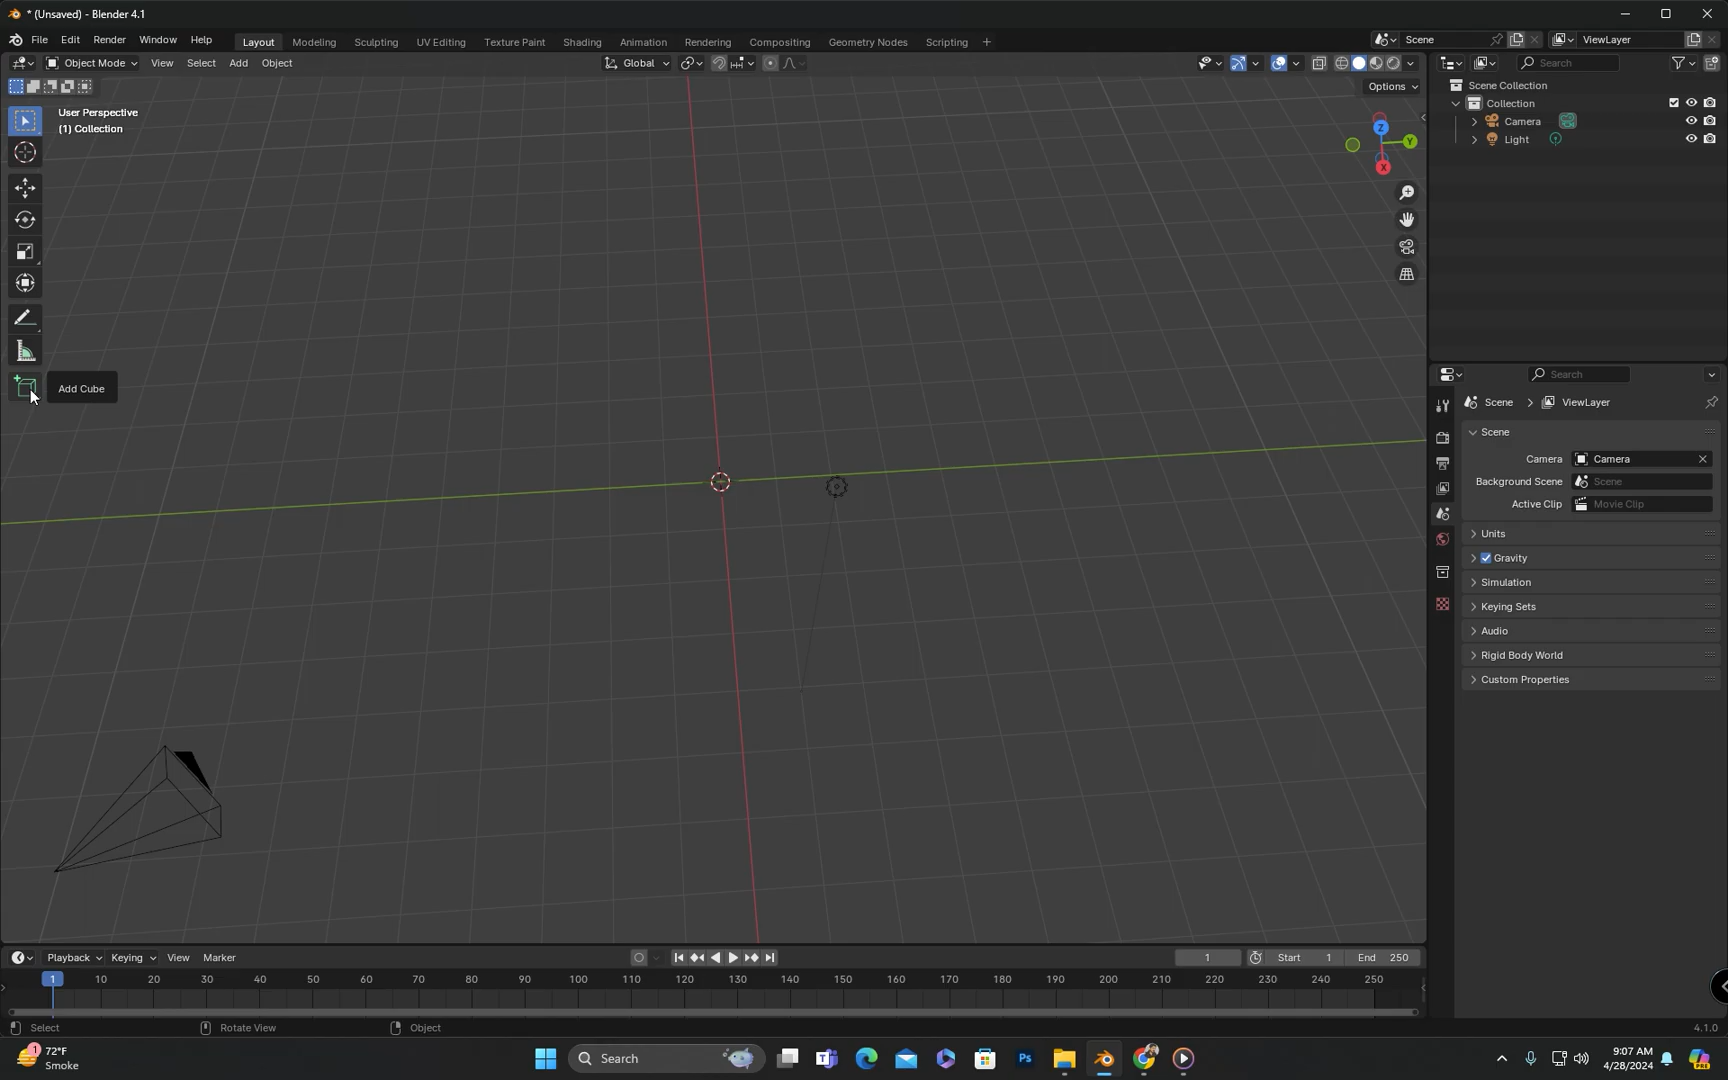 * (Unsaved) - Blender 4.1
File Edit Render Window Help
Layout Modeling Sculpting UV Editing Texture Paint Shading Animation Rendering Compositing Geometry Nodes Scripting +
Scene
ViewLayer
Object Mode View Select Add Object
Global
Search
Options
User Perspective
(1) Collection
Z
Y
X
Add Cube
Scene Collection
Collection
Camera
Light
Search
Scene > ViewLayer
Scene
Camera Camera
Background Scene Scene
Active Clip Movie Clip
Units
Gravity
Simulation
Keying Sets
Audio
Rigid Body World
Custom Properties
Playback Keying View Marker
1 Start 1 End 250
1 10 20 30 40 50 60 70 80 90 100 110 120 130 140 150 160 170 180 190 200 210 220 230 240 250
Select Rotate View Object
4.1.0
1
72°F
Smoke
Search
Ps
9:07 AM
4/28/2024
PRE